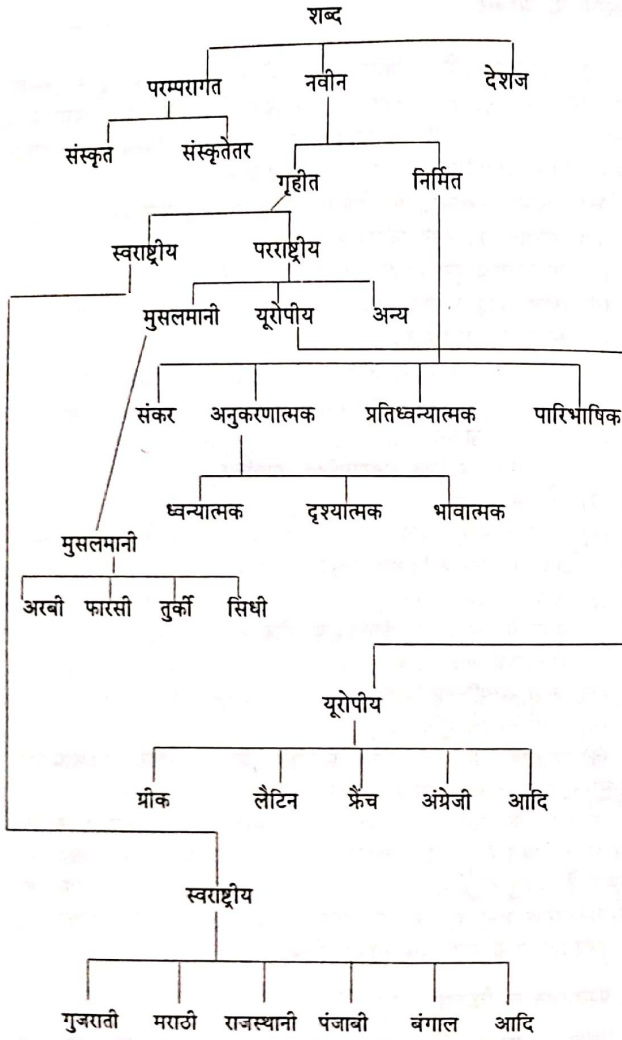 शब्द
परम्परागत नवीन देशज
संस्कृत संस्कृतेतर
गृहीत निर्मित
स्वराष्ट्रीय परराष्ट्रीय
मुसलमानी यूरोपीय अन्य
संकर अनुकरणात्मक प्रतिध्वन्यात्मक पारिभाषिक
ध्वन्यात्मक दृश्यात्मक भावात्मक
मुसलमानी
अरबी फारसी तुर्की सिंधी
यूरोपीय
ग्रीक लैटिन फ्रैंच अंग्रेजी आदि
स्वराष्ट्रीय
गुजराती मराठी राजस्थानी पंजाबी बंगाल आदि